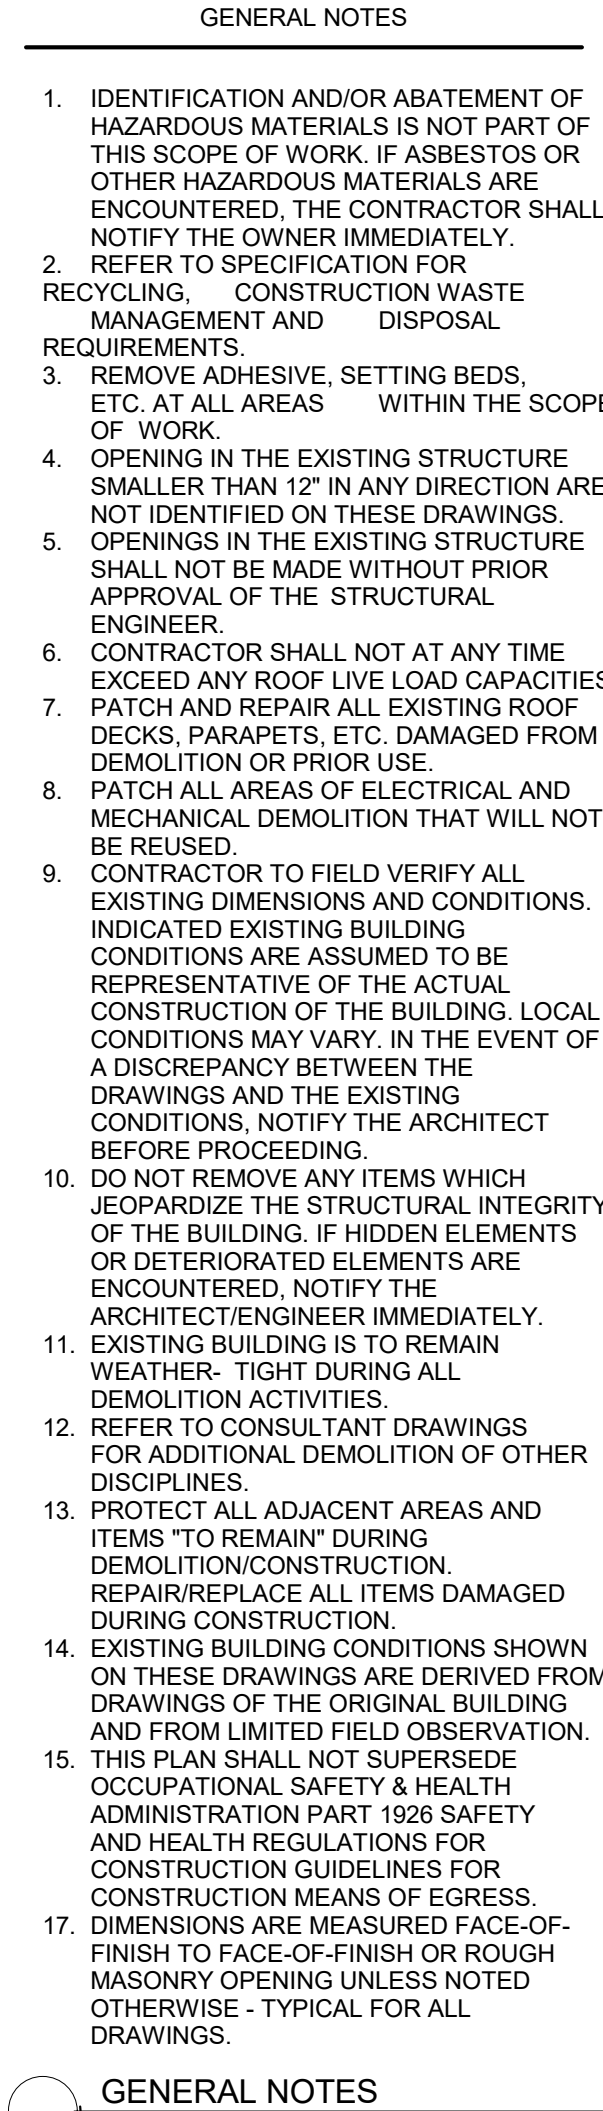 GENERAL NOTES
1. IDENTIFICATION AND/OR ABATEMENT OF
HAZARDOUS MATERIALS IS NOT PART OF
THIS SCOPE OF WORK. IF ASBESTOS OR
OTHER HAZARDOUS MATERIALS ARE
ENCOUNTERED, THE CONTRACTOR SHALL
NOTIFY THE OWNER IMMEDIATELY.
2. REFER TO SPECIFICATION FOR
RECYCLING, CONSTRUCTION WASTE
MANAGEMENT AND DISPOSAL
REQUIREMENTS.
3. REMOVE ADHESIVE, SETTING BEDS,
ETC. AT ALL AREAS WITHIN THE SCOPE
OF WORK.
4. OPENING IN THE EXISTING STRUCTURE
SMALLER THAN 12" IN ANY DIRECTION ARE
NOT IDENTIFIED ON THESE DRAWINGS.
5. OPENINGS IN THE EXISTING STRUCTURE
SHALL NOT BE MADE WITHOUT PRIOR
APPROVAL OF THE STRUCTURAL
ENGINEER.
6. CONTRACTOR SHALL NOT AT ANY TIME
EXCEED ANY ROOF LIVE LOAD CAPACITIES
7. PATCH AND REPAIR ALL EXISTING ROOF
DECKS, PARAPETS, ETC. DAMAGED FROM
DEMOLITION OR PRIOR USE.
8. PATCH ALL AREAS OF ELECTRICAL AND
MECHANICAL DEMOLITION THAT WILL NOT
BE REUSED.
9. CONTRACTOR TO FIELD VERIFY ALL
EXISTING DIMENSIONS AND CONDITIONS.
INDICATED EXISTING BUILDING
CONDITIONS ARE ASSUMED TO BE
REPRESENTATIVE OF THE ACTUAL
CONSTRUCTION OF THE BUILDING. LOCAL
CONDITIONS MAY VARY. IN THE EVENT OF
A DISCREPANCY BETWEEN THE
DRAWINGS AND THE EXISTING
CONDITIONS, NOTIFY THE ARCHITECT
BEFORE PROCEEDING.
10. DO NOT REMOVE ANY ITEMS WHICH
JEOPARDIZE THE STRUCTURAL INTEGRITY
OF THE BUILDING. IF HIDDEN ELEMENTS
OR DETERIORATED ELEMENTS ARE
ENCOUNTERED, NOTIFY THE
ARCHITECT/ENGINEER IMMEDIATELY.
11. EXISTING BUILDING IS TO REMAIN
WEATHER- TIGHT DURING ALL
DEMOLITION ACTIVITIES.
12. REFER TO CONSULTANT DRAWINGS
FOR ADDITIONAL DEMOLITION OF OTHER
DISCIPLINES.
13. PROTECT ALL ADJACENT AREAS AND
ITEMS "TO REMAIN" DURING
DEMOLITION/CONSTRUCTION.
REPAIR/REPLACE ALL ITEMS DAMAGED
DURING CONSTRUCTION.
14. EXISTING BUILDING CONDITIONS SHOWN
ON THESE DRAWINGS ARE DERIVED FROM
DRAWINGS OF THE ORIGINAL BUILDING
AND FROM LIMITED FIELD OBSERVATION.
15. THIS PLAN SHALL NOT SUPERSEDE
OCCUPATIONAL SAFETY & HEALTH
ADMINISTRATION PART 1926 SAFETY
AND HEALTH REGULATIONS FOR
CONSTRUCTION GUIDELINES FOR
CONSTRUCTION MEANS OF EGRESS.
17. DIMENSIONS ARE MEASURED FACE-OF-
FINISH TO FACE-OF-FINISH OR ROUGH
MASONRY OPENING UNLESS NOTED
OTHERWISE - TYPICAL FOR ALL
DRAWINGS.
GENERAL NOTES